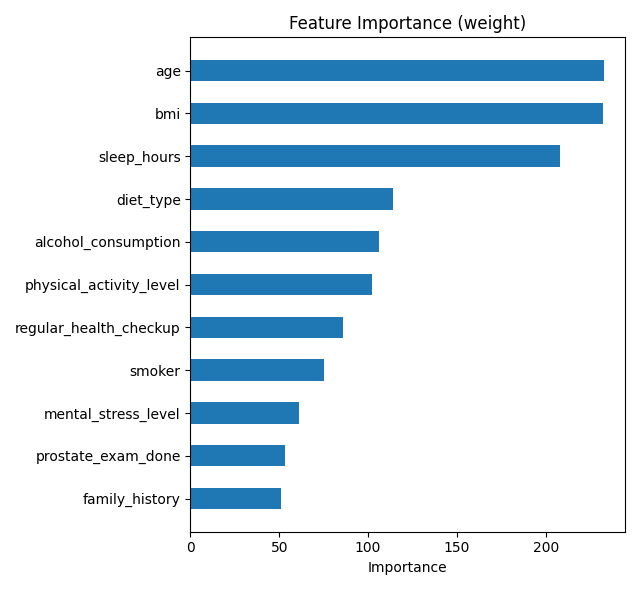 Feature Importance (weight)
age
bmi
sleep_hours
diet_type
alcohol_consumption
physical_activity_level
regular_health_checkup
smoker
mental_stress_level
prostate_exam_done
family_history
0 50 100 150 200
Importance